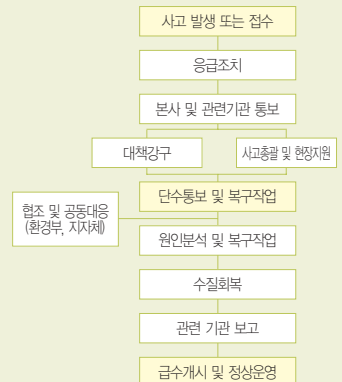 사고 발생 또는 접수
응급조치
본사 및 관련기관 통보
대책강구
사고총괄 및 현장지원
단수통보 및 복구작업
협조 및 공동대응
(환경부, 지자체)
원인분석 및 복구작업
수질회복
관련 기관 보고
급수개시 및 정상운영